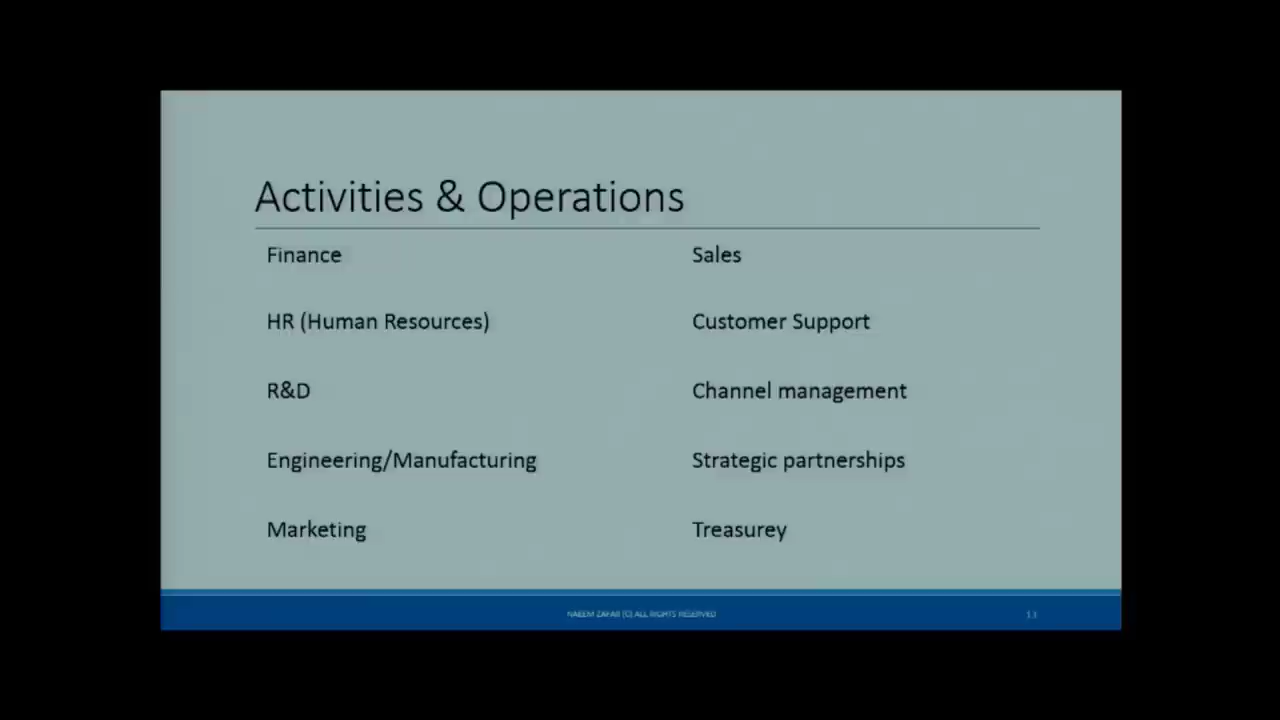 Activities & Operations
Finance
HR (Human Resources)
R&D
Engineering/Manufacturing
Marketing
Sales
Customer Support
Channel management
Strategic partnerships
Treasurey
NAEEM ZAFAR (C) ALL RIGHTS RESERVED
13